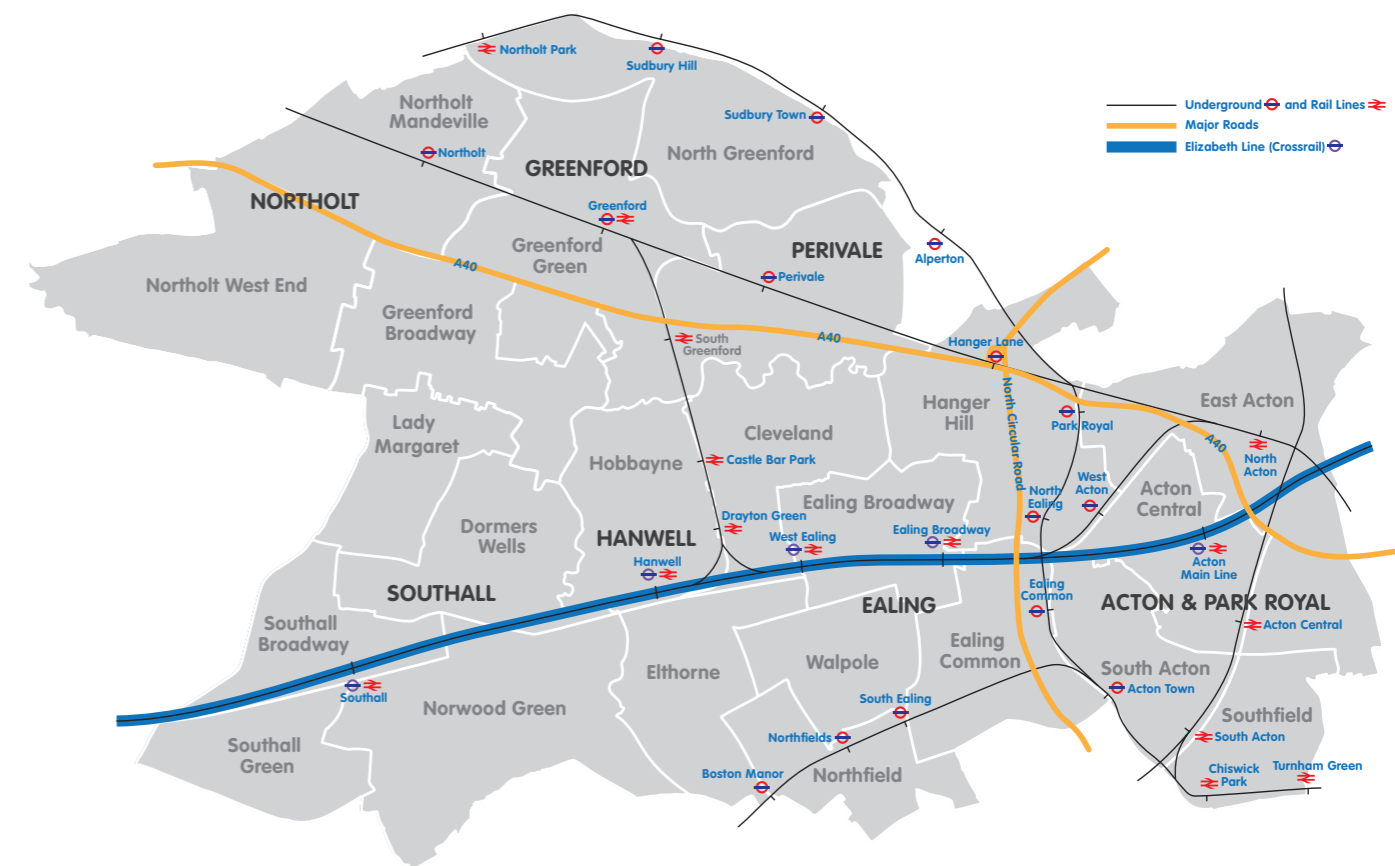 Northolt Park
Sudbury Hill
Underground and Rail Lines
Major Roads
Elizabeth Line (Crossrail)
Northolt
Mandeville
Sudbury Town
Northolt
North Greenford
GREENFORD
NORTHOLT
Greenford
Greenford
Green
PERIVALE
Alperton
A40
Perivale
Northolt West End
Greenford
Broadway
South
Greenford
A40
Hanger Lane
North Circular Road
Hanger
Hill
East Acton
Park Royal
A40
Lady
Margaret
Cleveland
Hobbayne
Castle Bar Park
North
Acton
Ealing Broadway
North
Ealing
West
Acton
Acton
Central
Dormers
Wells
Drayton Green
HANWELL
West Ealing
Ealing Broadway
Hanwell
Acton
Main Line
SOUTHALL
EALING
Ealing
Common
ACTON & PARK ROYAL
Acton Central
Southall
Broadway
Ealing
Common
Elthorne
Walpole
South Acton
Southall
Acton Town
Norwood Green
South Ealing
Southfield
Southall
Green
Northfields
South Acton
Boston Manor
Northfield
Chiswick
Park
Turnham Green